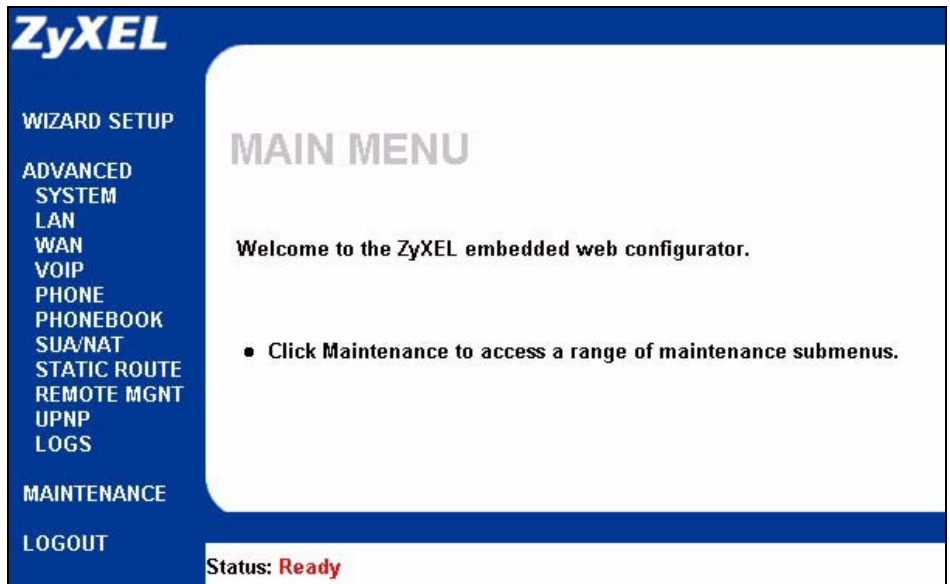 ZyXEL
WIZARD SETUP
ADVANCED
SYSTEM
LAN
WAN
VOIP
PHONE
PHONEBOOK
SUA/NAT
STATIC ROUTE
REMOTE MGNT
UPNP
LOGS
MAINTENANCE
LOGOUT
MAIN MENU
Welcome to the ZyXEL embedded web configurator.
• Click Maintenance to access a range of maintenance submenus.
Status: Ready